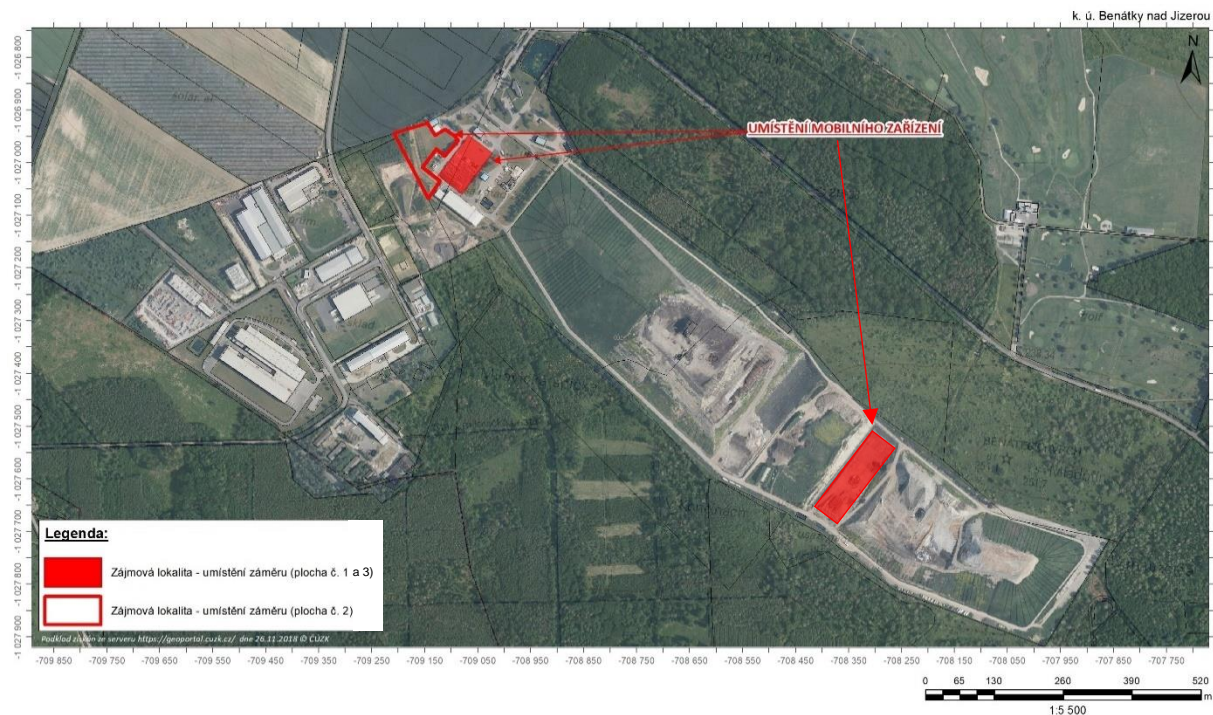 k. ú. Benátky nad Jizerou
N
UMÍSTĚNÍ MOBILNÍHO ZAŘÍZENÍ
-1 026 800
-1 026 900
-1 027 000
-1 027 100
-1 027 200
-1 027 300
-1 027 400
-1 027 500
-1 027 600
-1 027 700
-1 027 800
-1 027 900
Legenda:
Zájmová lokalita - umístění záměru (plocha č. 1 a 3)
Zájmová lokalita - umístění záměru (plocha č. 2)
Podklad získán ze serveru https://geoportal.cuzk.cz/ dne 26.11.2018 © ČÚZK
-709 850 -709 750 -709 650 -709 550 -709 450 -709 350 -709 250 -709 150 -709 050 -708 950 -708 850 -708 750 -708 650 -708 550 -708 450 -708 350 -708 250 -708 150 -708 050 -707 950 -707 850 -707 750
0 65 130 260 390 520
m
1:5 500